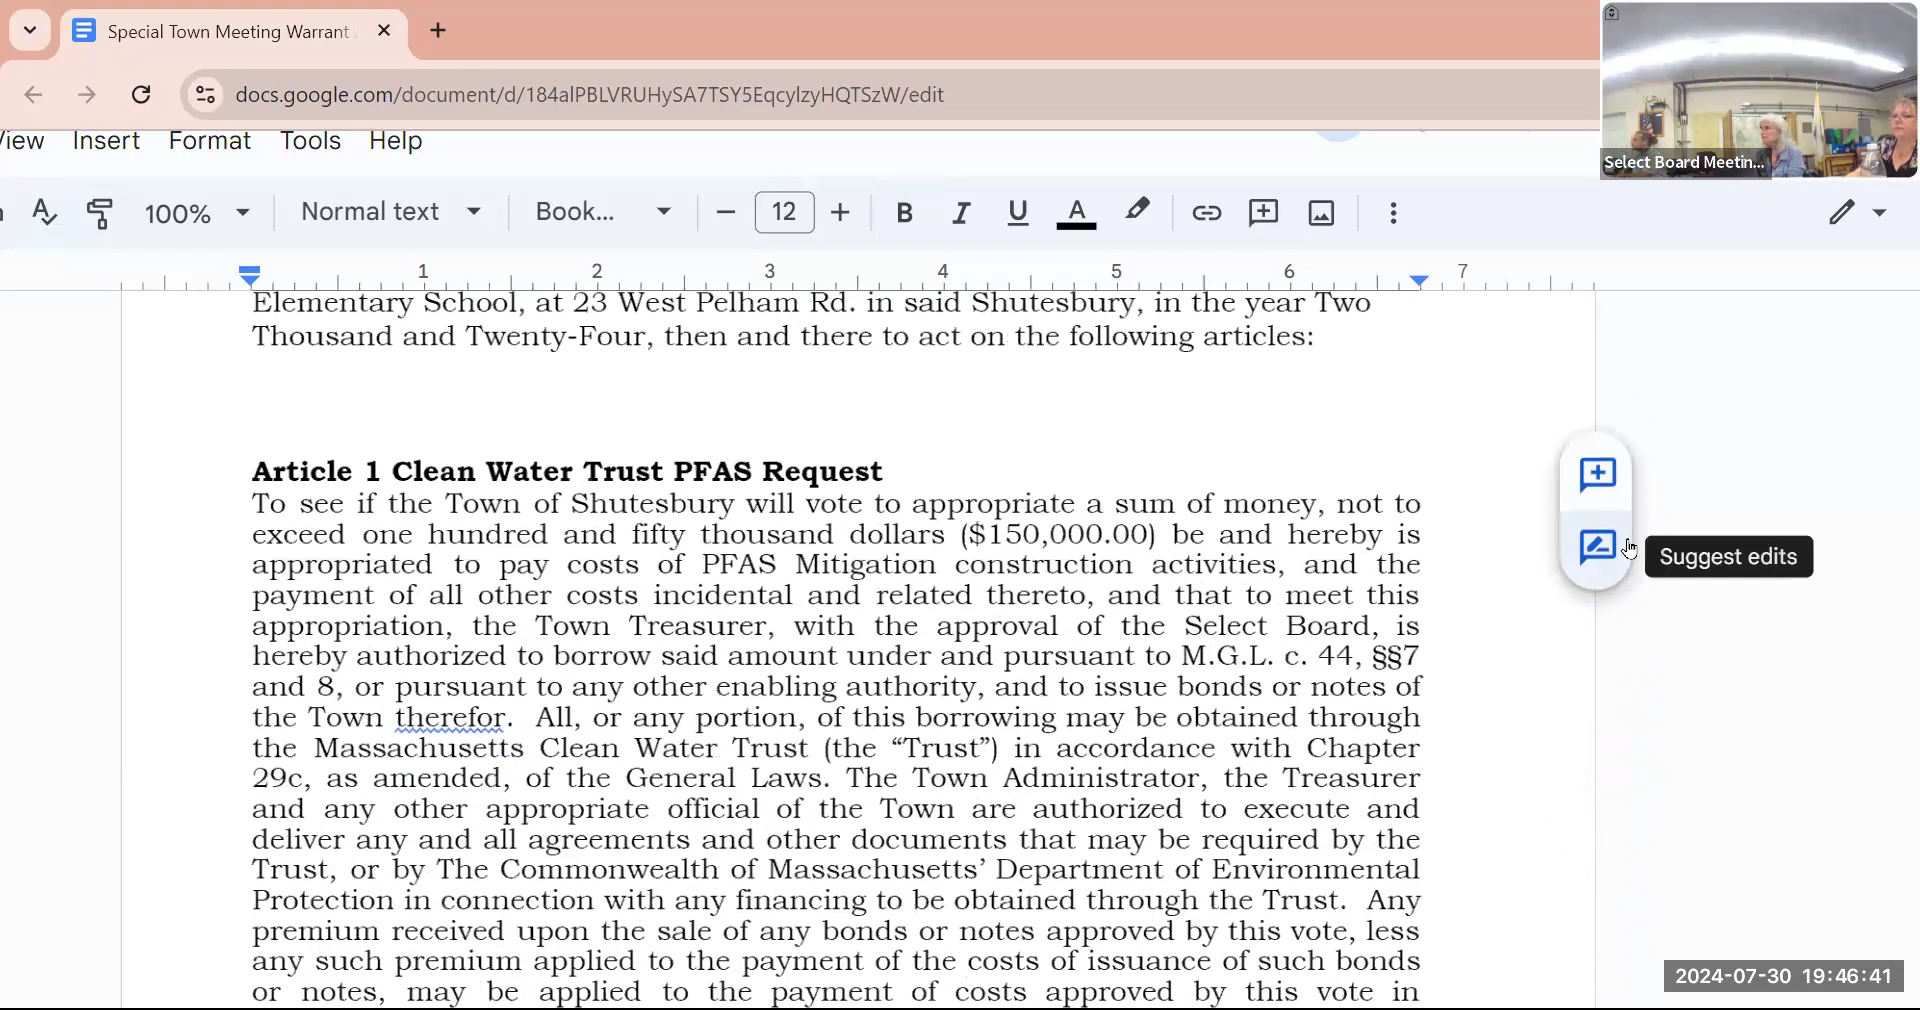 Special Town Meeting Warrant
docs.google.com/document/d/184alPBLVRUHySA7TSY5EqcylzyHQTSzW/edit
Select Board Meetin...
View Insert Format Tools Help
100% Normal text Book... 12 B I U A
1 2 3 4 5 6 7
Elementary School, at 23 West Pelham Rd. in said Shutesbury, in the year Two
Thousand and Twenty-Four, then and there to act on the following articles:
Article 1 Clean Water Trust PFAS Request
To see if the Town of Shutesbury will vote to appropriate a sum of money, not to
exceed one hundred and fifty thousand dollars ($150,000.00) be and hereby is
appropriated to pay costs of PFAS Mitigation construction activities, and the
payment of all other costs incidental and related thereto, and that to meet this
appropriation, the Town Treasurer, with the approval of the Select Board, is
hereby authorized to borrow said amount under and pursuant to M.G.L. c. 44, §§7
and 8, or pursuant to any other enabling authority, and to issue bonds or notes of
the Town therefor.  All, or any portion, of this borrowing may be obtained through
the Massachusetts Clean Water Trust (the “Trust”) in accordance with Chapter
29c, as amended, of the General Laws. The Town Administrator, the Treasurer
and any other appropriate official of the Town are authorized to execute and
deliver any and all agreements and other documents that may be required by the
Trust, or by The Commonwealth of Massachusetts’ Department of Environmental
Protection in connection with any financing to be obtained through the Trust.  Any
premium received upon the sale of any bonds or notes approved by this vote, less
any such premium applied to the payment of the costs of issuance of such bonds
or notes, may be applied to the payment of costs approved by this vote in
Suggest edits
2024-07-30 19:46:41